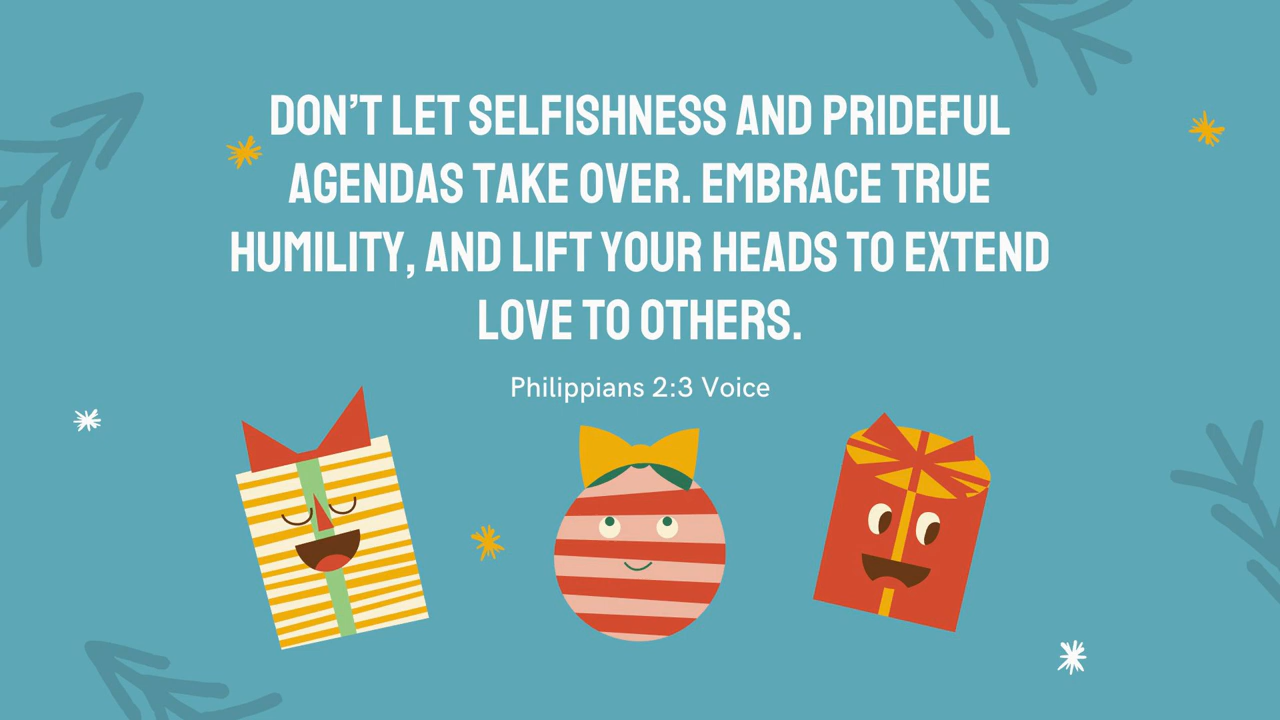 DON’T LET SELFISHNESS AND PRIDEFUL
AGENDAS TAKE OVER. EMBRACE TRUE
HUMILITY, AND LIFT YOUR HEADS TO EXTEND
LOVE TO OTHERS.
Philippians 2:3 Voice